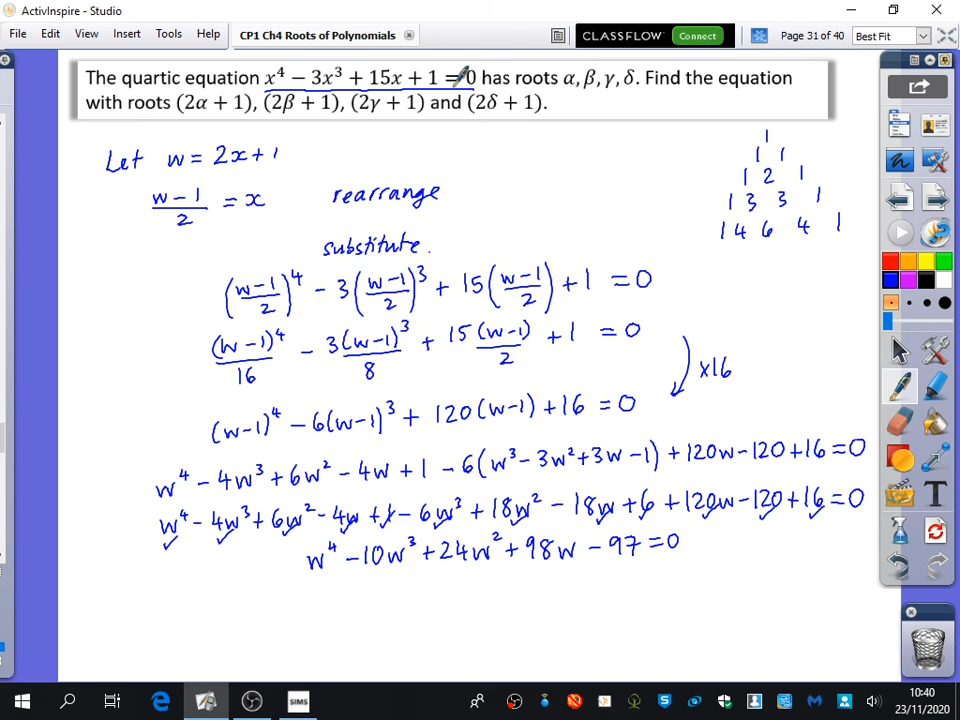 ActivInspire - Studio
File Edit View Insert Tools Help CP1 Ch4 Roots of Polynomials CLASSFLOW Connect Page 31 of 40 Best Fit
The quartic equation x⁴ − 3x³ + 15x + 1 = 0 has roots α, β, γ, δ. Find the equation
with roots (2α + 1), (2β + 1), (2γ + 1) and (2δ + 1).
Let w = 2x+1
(w−1)/2 = x rearrange
substitute.
((w−1)/2)⁴ − 3((w−1)/2)³ + 15((w−1)/2) + 1 = 0
(w−1)⁴/16 − 3(w−1)³/8 + 15(w−1)/2 + 1 = 0
×16
(w−1)⁴ − 6(w−1)³ + 120(w−1) + 16 = 0
w⁴ − 4w³ + 6w² − 4w + 1 − 6(w³ − 3w² + 3w − 1) + 120w − 120 + 16 = 0
w⁴ − 4w³ + 6w² − 4w + 1 − 6w³ + 18w² − 18w + 6 + 120w − 120 + 16 = 0
w⁴ − 10w³ + 24w² + 98w − 97 = 0
1
1 1
1 2 1
1 3 3 1
1 4 6 4 1
T
SIMS
10:40
23/11/2020